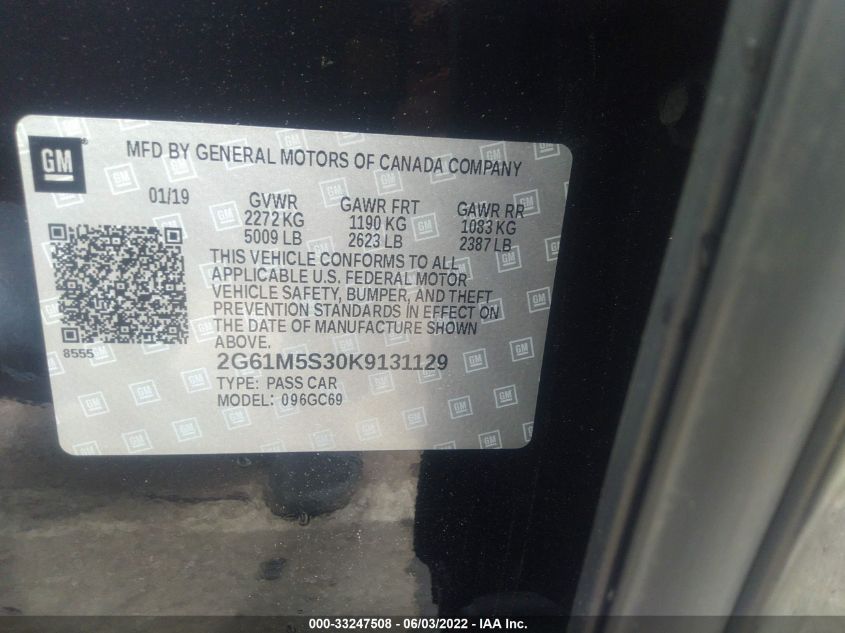 GM
MFD BY GENERAL MOTORS OF CANADA COMPANY
01/19
GVWR
2272 KG
5009 LB
GAWR FRT
1190 KG
2623 LB
GAWR RR
1083 KG
2387 LB
THIS VEHICLE CONFORMS TO ALL
APPLICABLE U.S. FEDERAL MOTOR
VEHICLE SAFETY, BUMPER, AND THEFT
PREVENTION STANDARDS IN EFFECT ON
THE DATE OF MANUFACTURE SHOWN
ABOVE.
8555
2G61M5S30K9131129
TYPE: PASS CAR
MODEL: 096GC69
000-33247508 - 06/03/2022 - IAA Inc.